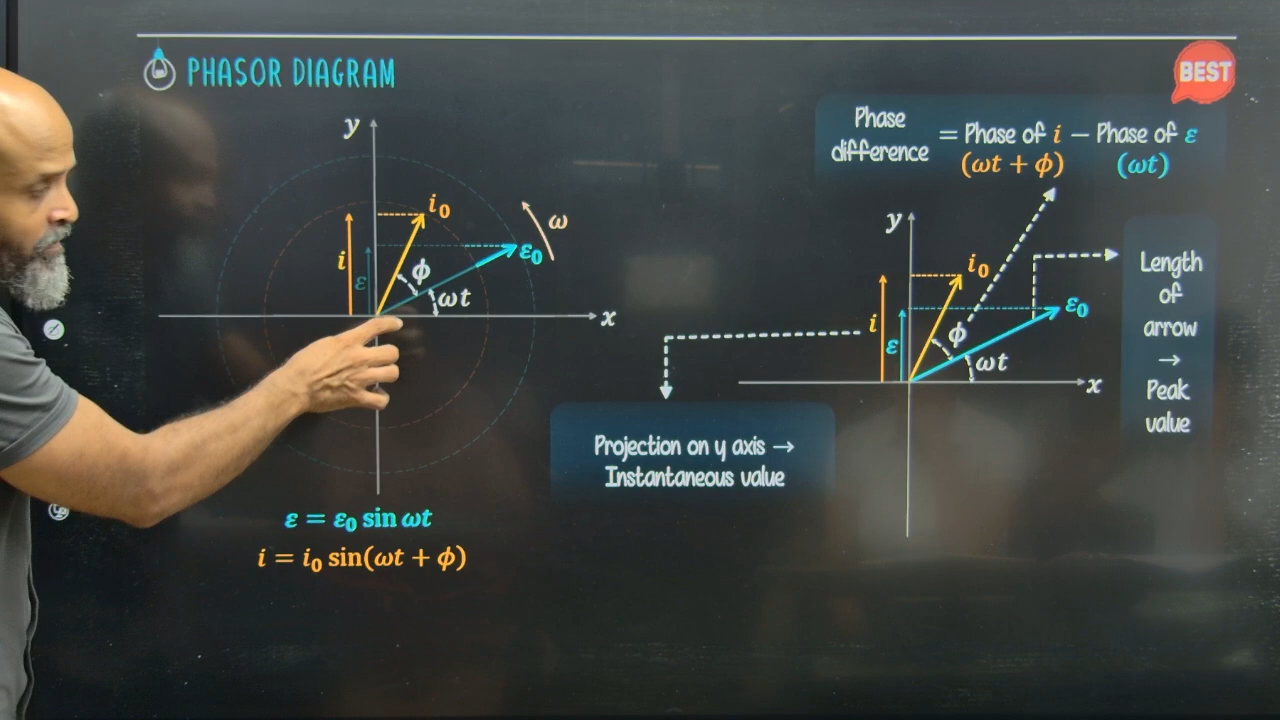 PHASOR DIAGRAM
BEST
y
i₀
ω
ε₀
i
ε
ϕ
ωt
x
ε = ε₀ sin ωt
i = i₀ sin(ωt + ϕ)
Phase difference = Phase of i − Phase of ε
(ωt + ϕ) (ωt)
y
i₀
ε₀
i
ε
ϕ
ωt
x
Projection on y axis →
Instantaneous value
Length
of
arrow
→
Peak
value